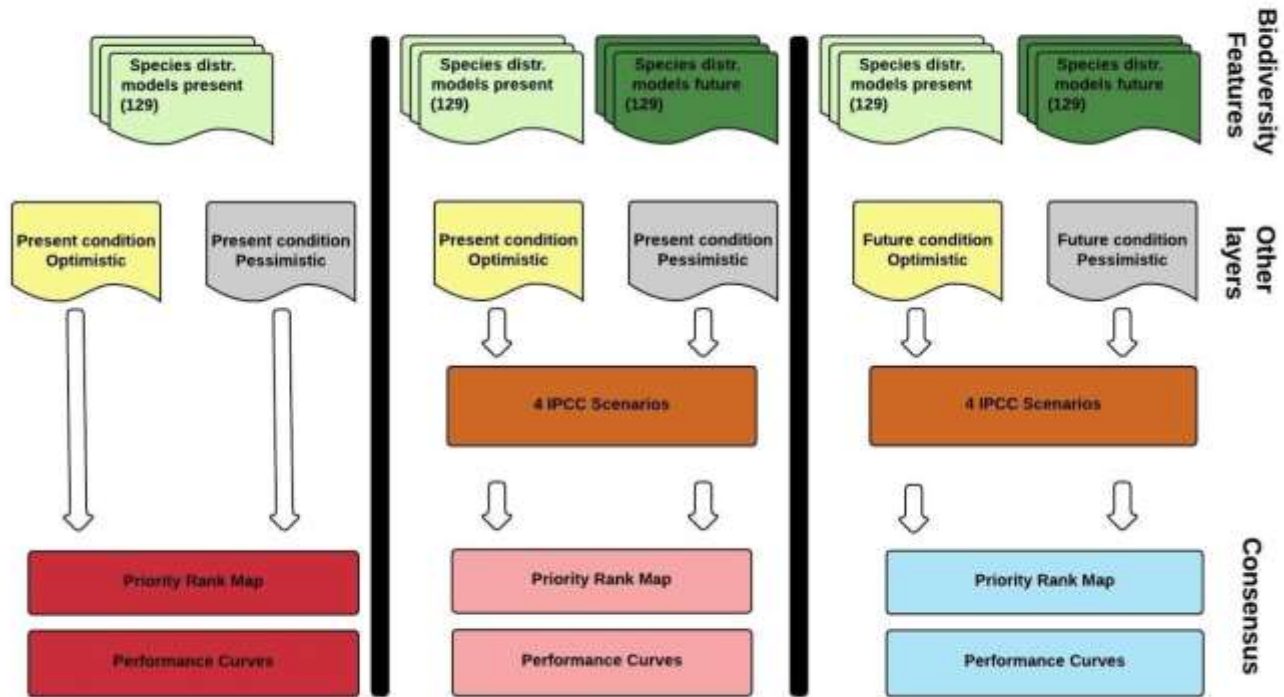 Species distr.
models present
(129)
Species distr.
models present
(129)
Species distr.
models future
(129)
Species distr.
models present
(129)
Species distr.
models future
(129)
Biodiversity
Features
Present condition
Optimistic
Present condition
Pessimistic
Present condition
Optimistic
Present condition
Pessimistic
Future condition
Optimistic
Future condition
Pessimistic
Other
layers
4 IPCC Scenarios
4 IPCC Scenarios
Priority Rank Map
Priority Rank Map
Priority Rank Map
Performance Curves
Performance Curves
Performance Curves
Consensus